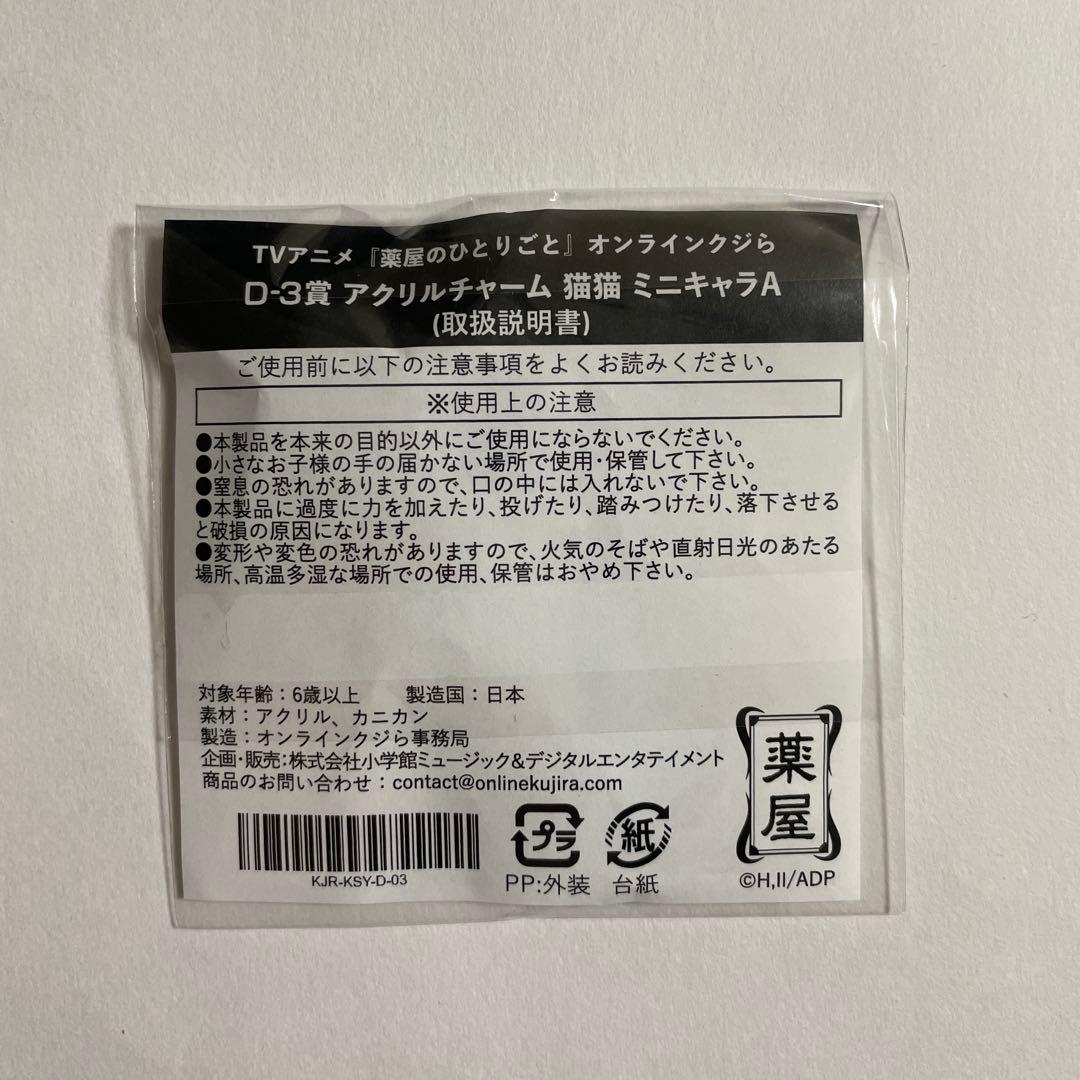 TVアニメ『薬屋のひとりごと』オンラインクジら
D-3賞 アクリルチャーム 猫猫 ミニキャラA
(取扱説明書)
ご使用前に以下の注意事項をよくお読みください。
※使用上の注意
●本製品を本来の目的以外にご使用にならないでください。
●小さなお子様の手の届かない場所で使用・保管して下さい。
●窒息の恐れがありますので、口の中には入れないで下さい。
●本製品に過度に力を加えたり、投げたり、踏みつけたり、落下させる
と破損の原因になります。
●変形や変色の恐れがありますので、火気のそばや直射日光のあたる
場所、高温多湿な場所での使用、保管はおやめ下さい。
対象年齢：6歳以上 製造国：日本
素材：アクリル、カニカン
製造：オンラインクジら事務局
企画・販売：株式会社小学館ミュージック&デジタルエンタテイメント
商品のお問い合わせ：contact@onlinekujira.com
KJR-KSY-D-03
プラ
PP:外装
紙
台紙
薬屋
©H,II/ADP